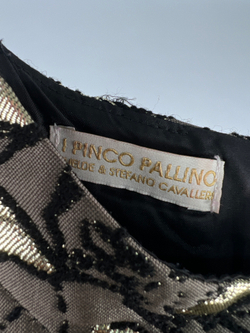 I PINCO PALLINO
IMELDE & STEFANO CAVALLERI